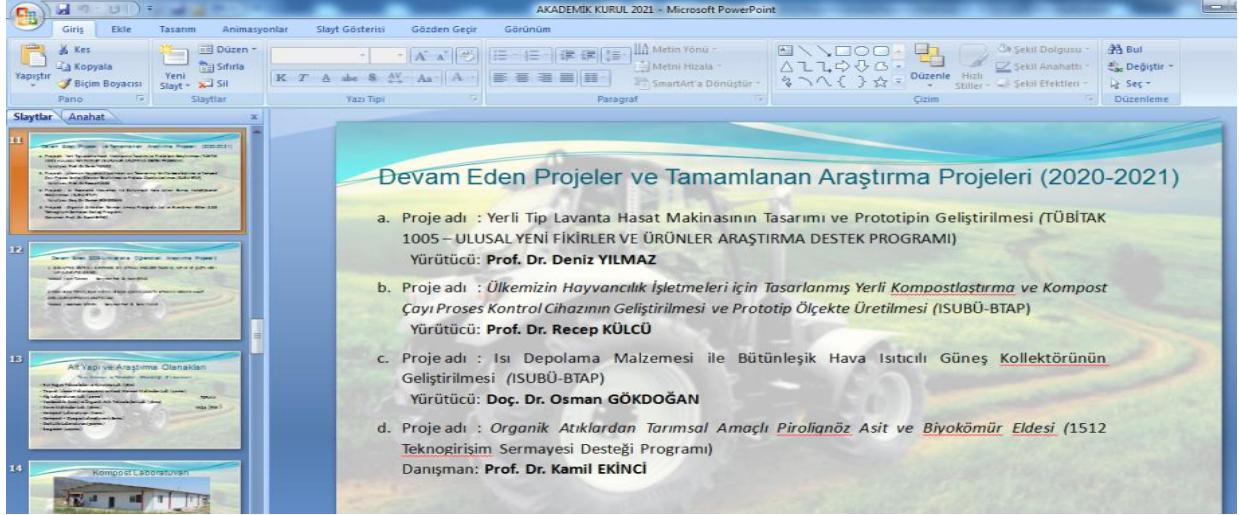 AKADEMİK KURUL 2021 - Microsoft PowerPoint
Giriş Ekle Tasarım Animasyonlar Slayt Gösterisi Gözden Geçir Görünüm
Yapıştır
Kes
Kopyala
Biçim Boyacısı
Pano
Yeni Slayt
Düzen
Sıfırla
Sil
Slaytlar
K T A abc S AV Aa A
Yazı Tipi
Metin Yönü
Metni Hizala
SmartArt'a Dönüştür
Paragraf
Düzenle
Hızlı Stiller
Şekil Dolgusu
Şekil Anahattı
Şekil Efektleri
Çizim
Bul
Değiştir
Seç
Düzenleme
Slaytlar Anahat x
11
12
13
Alt Yapı ve Araştırma Olanakları
14
Kompost Laboratuvarı
Devam Eden Projeler ve Tamamlanan Araştırma Projeleri (2020-2021)
a. Proje adı : Yerli Tip Lavanta Hasat Makinasının Tasarımı ve Prototipin Geliştirilmesi (TÜBİTAK
1005 – ULUSAL YENİ FİKİRLER VE ÜRÜNLER ARAŞTIRMA DESTEK PROGRAMI)
Yürütücü: Prof. Dr. Deniz YILMAZ
b. Proje adı : Ülkemizin Hayvancılık İşletmeleri için Tasarlanmış Yerli Kompostlaştırma ve Kompost
Çayı Proses Kontrol Cihazının Geliştirilmesi ve Prototip Ölçekte Üretilmesi (ISUBÜ-BTAP)
Yürütücü: Prof. Dr. Recep KÜLCÜ
c. Proje adı : Isı Depolama Malzemesi ile Bütünleşik Hava Isıtıcılı Güneş Kollektörünün
Geliştirilmesi (ISUBÜ-BTAP)
Yürütücü: Doç. Dr. Osman GÖKDOĞAN
d. Proje adı : Organik Atıklardan Tarımsal Amaçlı Pirolignöz Asit ve Biyokömür Eldesi (1512
Teknogirişim Sermayesi Desteği Programı)
Danışman: Prof. Dr. Kamil EKİNCİ